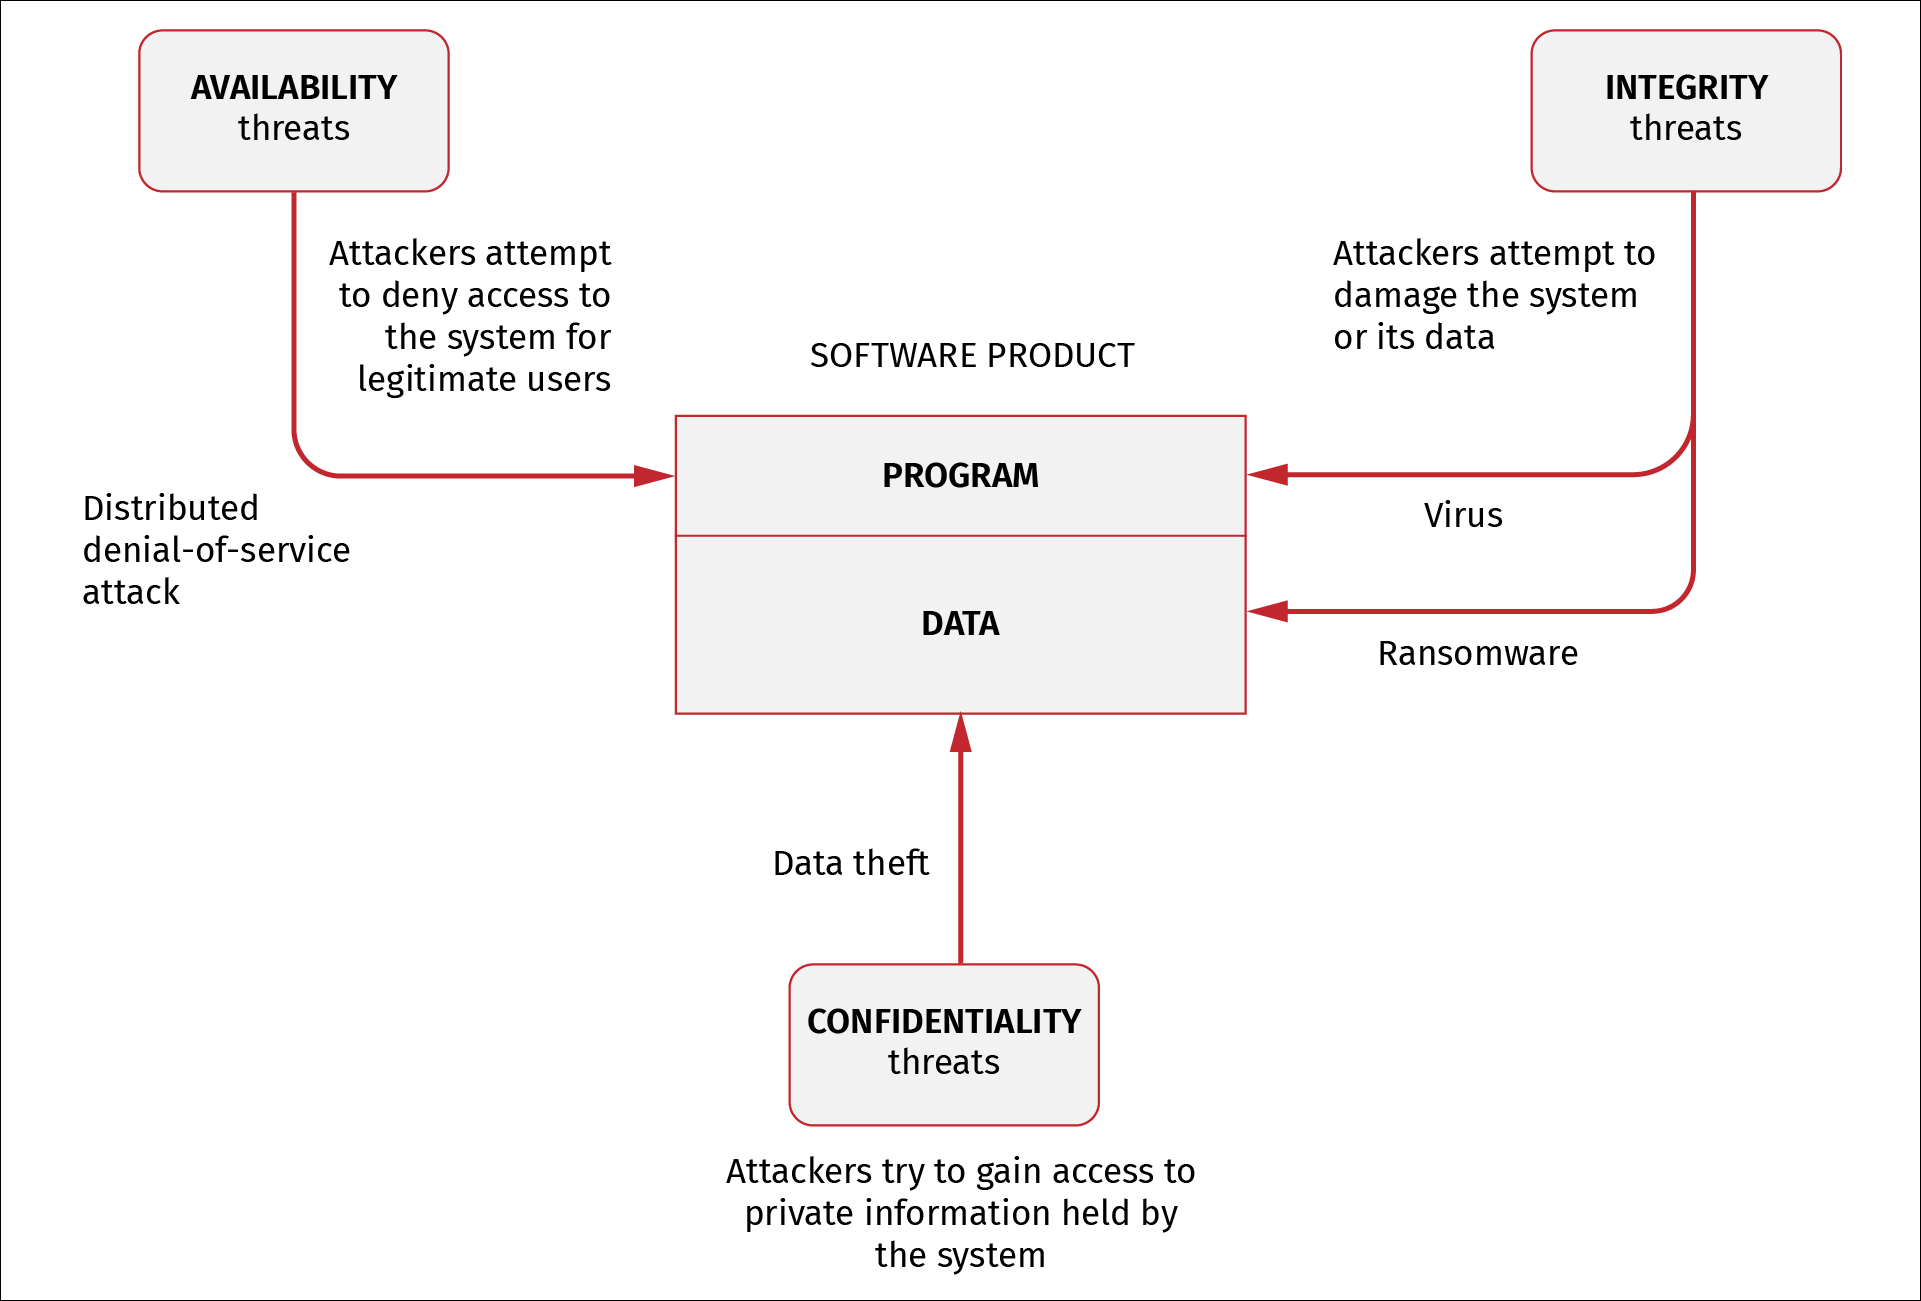 AVAILABILITY
threats
INTEGRITY
threats
Attackers attempt
to deny access to
the system for
legitimate users
Attackers attempt to
damage the system
or its data
SOFTWARE PRODUCT
PROGRAM
Distributed
denial-of-service
attack
Virus
DATA
Ransomware
Data theft
CONFIDENTIALITY
threats
Attackers try to gain access to
private information held by
the system